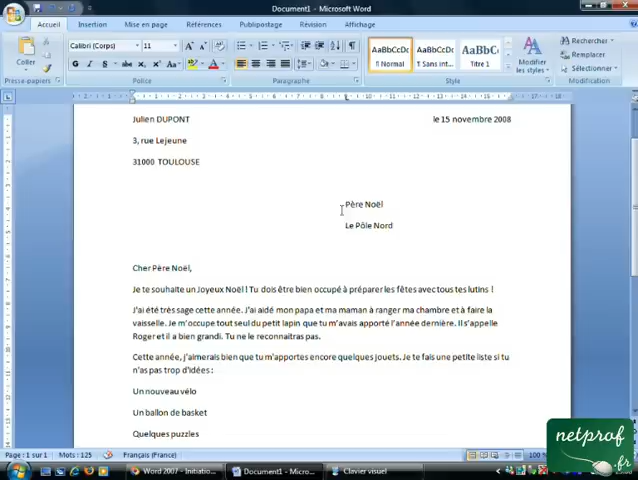 Document1 - Microsoft Word
Accueil Insertion Mise en page Références Publipostage Révision Affichage
Coller
Calibri (Corps) 11
AaBbCcDc AaBbCcDc AaBbC
¶ Normal ¶ Sans int... Titre 1
Modifier les styles
Rechercher
Remplacer
Sélectionner
Presse-papiers Police Paragraphe Style Modification
Julien DUPONT le 15 novembre 2008
3, rue Lejeune
31000 TOULOUSE
Père Noël
Le Pôle Nord
Cher Père Noël,
Je te souhaite un Joyeux Noël ! Tu dois être bien occupé à préparer les fêtes avec tous tes lutins !
J'ai été très sage cette année. J'ai aidé mon papa et ma maman à ranger ma chambre et à faire la
vaisselle. Je m'occupe tout seul du petit lapin que tu m'avais apporté l'année dernière. Il s'appelle
Roger et il a bien grandi. Tu ne le reconnaitras pas.
Cette année, j'aimerais bien que tu m'apportes encore quelques jouets. Je te fais une petite liste si tu
n'as pas trop d'idées :
Un nouveau vélo
Un ballon de basket
Quelques puzzles
Page : 1 sur 1 Mots : 125 Français (France) 100 %
Word 2007 - Initiatio... Document1 - Micro... Clavier visuel
netprof
.fr